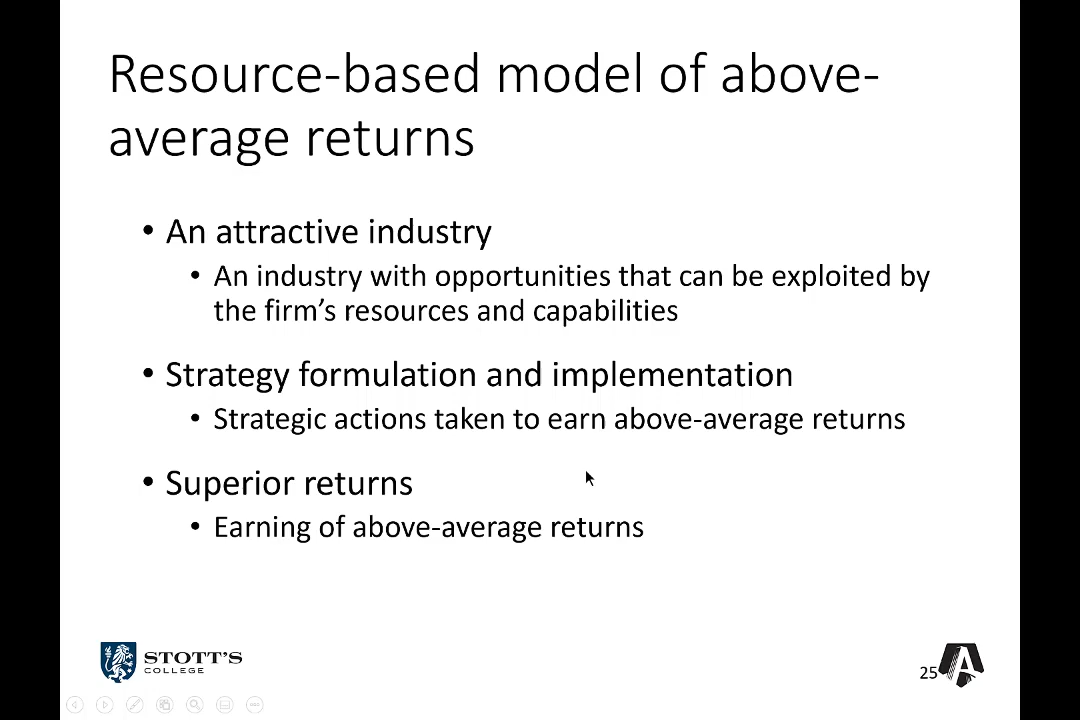 Resource-based model of above-
average returns
• An attractive industry
• An industry with opportunities that can be exploited by
the firm's resources and capabilities
• Strategy formulation and implementation
• Strategic actions taken to earn above-average returns
• Superior returns
• Earning of above-average returns
STOTT'S
COLLEGE
25
A